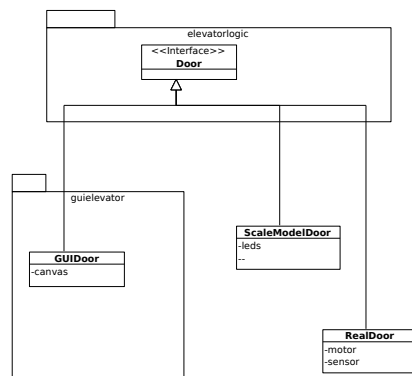 elevatorlogic
<<Interface>>
Door
guielevator
GUIDoor
-canvas
ScaleModelDoor
-leds
--
RealDoor
-motor
-sensor